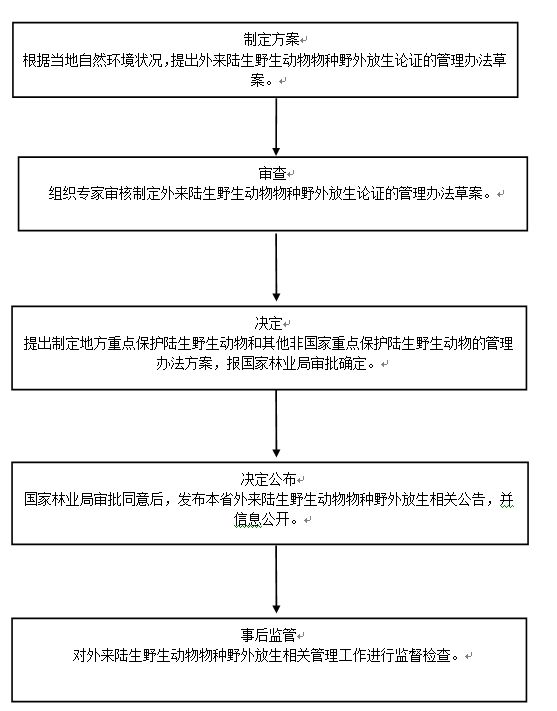 制定方案
根据当地自然环境状况，提出外来陆生野生动物物种野外放生论证的管理办法草
案。
审查
组织专家审核制定外来陆生野生动物物种野外放生论证的管理办法草案。
决定
提出制定地方重点保护陆生野生动物和其他非国家重点保护陆生野生动物的管理
办法方案，报国家林业局审批确定。
决定公布
国家林业局审批同意后，发布本省外来陆生野生动物物种野外放生相关公告，并
信息公开。
事后监管
对外来陆生野生动物物种野外放生相关管理工作进行监督检查。